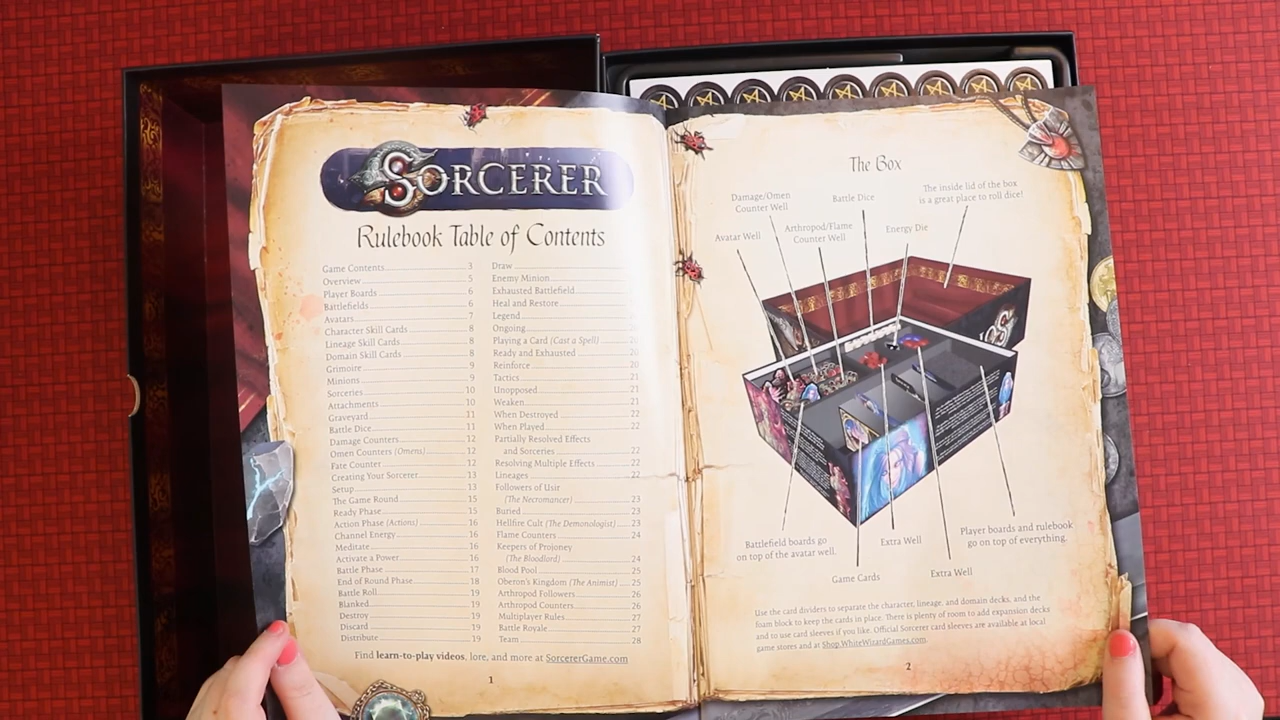 SORCERER
Rulebook Table of Contents
Game Contents 3
Overview 5
Player Boards 6
Battlefields 6
Avatars 7
Character Skill Cards 8
Lineage Skill Cards 8
Domain Skill Cards 8
Grimoire 9
Minions 9
Sorceries 10
Attachments 10
Graveyard 11
Battle Dice 11
Damage Counters 12
Omen Counters (Omens) 12
Fate Counter 12
Creating Your Sorcerer 13
Setup 13
The Game Round 15
Ready Phase 15
Action Phase (Actions) 16
Channel Energy 16
Meditate 16
Activate a Power 16
Battle Phase 17
End of Round Phase 18
Battle Roll 19
Blanked 19
Destroy 19
Discard 19
Distribute 19
Draw
Enemy Minion
Exhausted Battlefield
Heal and Restore
Legend
Ongoing
Playing a Card (Cast a Spell)
Ready and Exhausted 20
Reinforce 20
Tactics 21
Unopposed 21
Weaken 21
When Destroyed 22
When Played 22
Partially Resolved Effects
and Sorceries 22
Resolving Multiple Effects 22
Lineages 22
Followers of Usir
(The Necromancer) 23
Buried 23
Hellfire Cult (The Demonologist) 23
Flame Counters 24
Keepers of Projoney
(The Bloodlord) 24
Blood Pool 25
Oberon's Kingdom (The Animist) 25
Arthropod Followers 26
Arthropod Counters 26
Multiplayer Rules 27
Battle Royale 27
Team 28
Find learn-to-play videos, lore, and more at SorcererGame.com
1
The Box
Damage/Omen
Counter Well
Battle Dice
The inside lid of the box
is a great place to roll dice!
Avatar Well
Arthropod/Flame
Counter Well
Energy Die
Battlefield boards go
on top of the avatar well.
Extra Well
Player boards and rulebook
go on top of everything.
Game Cards
Extra Well
Use the card dividers to separate the character, lineage, and domain decks, and the
foam block to keep the cards in place. There is plenty of room to add expansion decks
and to use card sleeves if you like. Official Sorcerer card sleeves are available at local
game stores and at Shop.WhiteWizardGames.com.
2